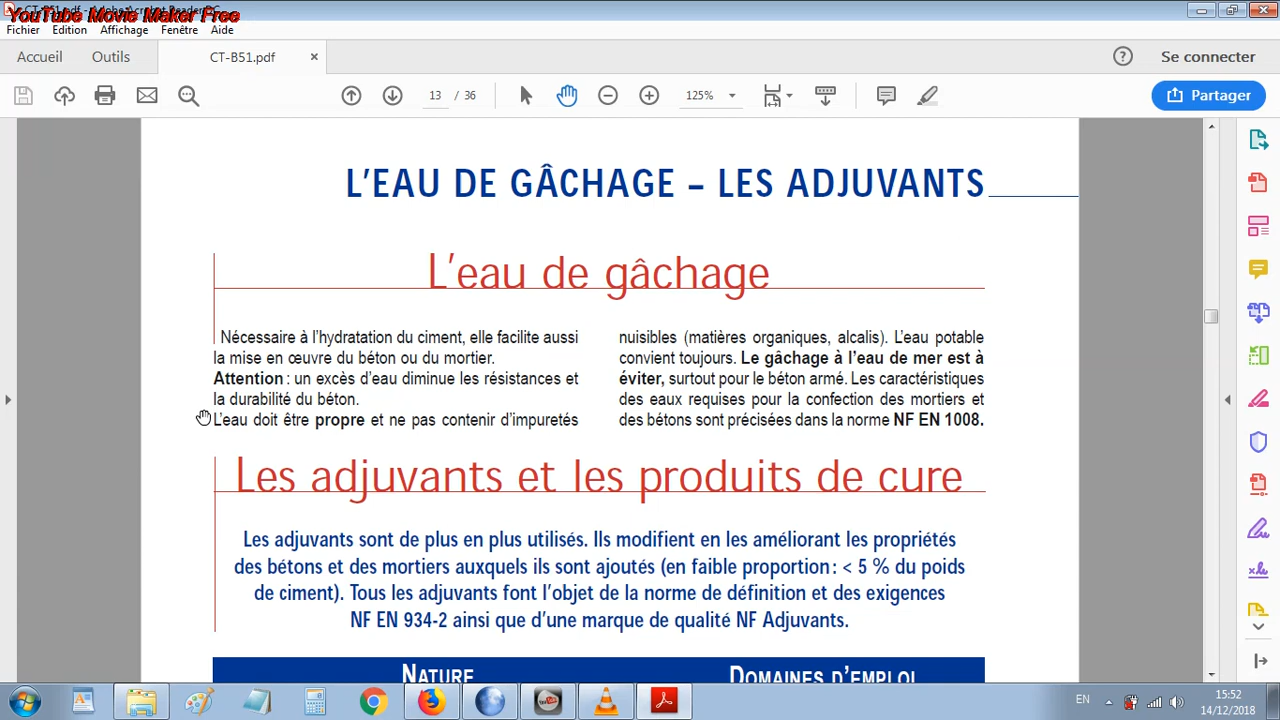 YouTube Movie Maker Free
Fichier Edition Affichage Fenêtre Aide
Accueil Outils CT-B51.pdf × Se connecter
13 / 36 125% Partager
L'EAU DE GÂCHAGE – LES ADJUVANTS
L'eau de gâchage
Nécessaire à l'hydratation du ciment, elle facilite aussi
la mise en œuvre du béton ou du mortier.
Attention : un excès d'eau diminue les résistances et
la durabilité du béton.
L'eau doit être propre et ne pas contenir d'impuretés
nuisibles (matières organiques, alcalis). L'eau potable
convient toujours. Le gâchage à l'eau de mer est à
éviter, surtout pour le béton armé. Les caractéristiques
des eaux requises pour la confection des mortiers et
des bétons sont précisées dans la norme NF EN 1008.
Les adjuvants et les produits de cure
Les adjuvants sont de plus en plus utilisés. Ils modifient en les améliorant les propriétés
des bétons et des mortiers auxquels ils sont ajoutés (en faible proportion : < 5 % du poids
de ciment). Tous les adjuvants font l'objet de la norme de définition et des exigences
NF EN 934-2 ainsi que d'une marque de qualité NF Adjuvants.
NATURE DOMAINES D'EMPLOI
EN 15:52
14/12/2018